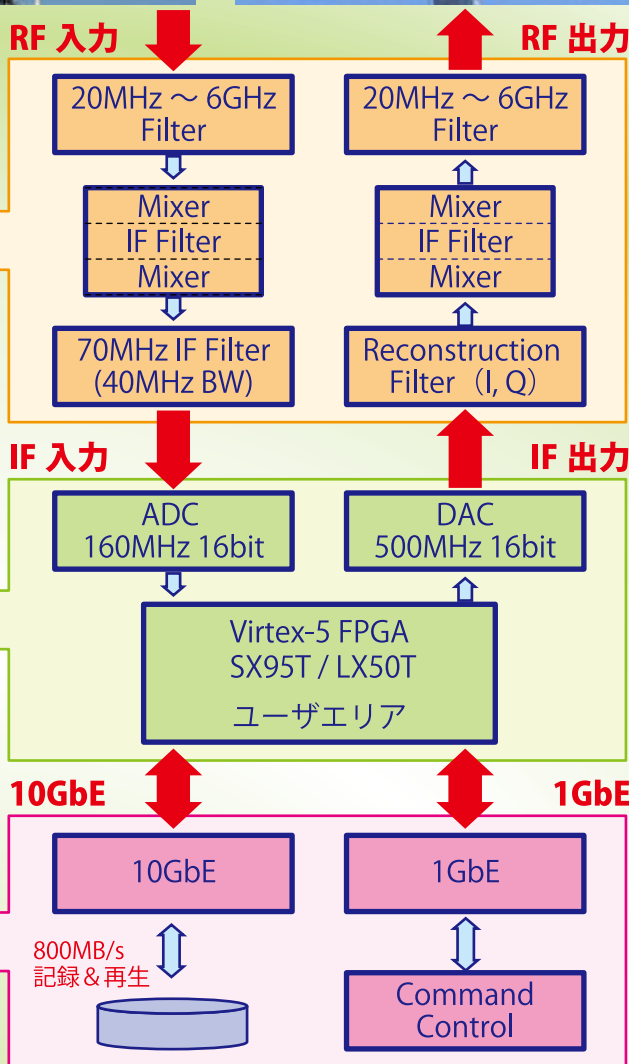 RF 入力
RF 出力
20MHz ～ 6GHz
Filter
20MHz ～ 6GHz
Filter
Mixer
IF Filter
Mixer
Mixer
IF Filter
Mixer
70MHz IF Filter
(40MHz BW)
Reconstruction
Filter（I, Q）
IF 入力
IF 出力
ADC
160MHz 16bit
DAC
500MHz 16bit
Virtex-5 FPGA
SX95T / LX50T
ユーザエリア
10GbE
1GbE
10GbE
1GbE
800MB/s
記録＆再生
Command
Control